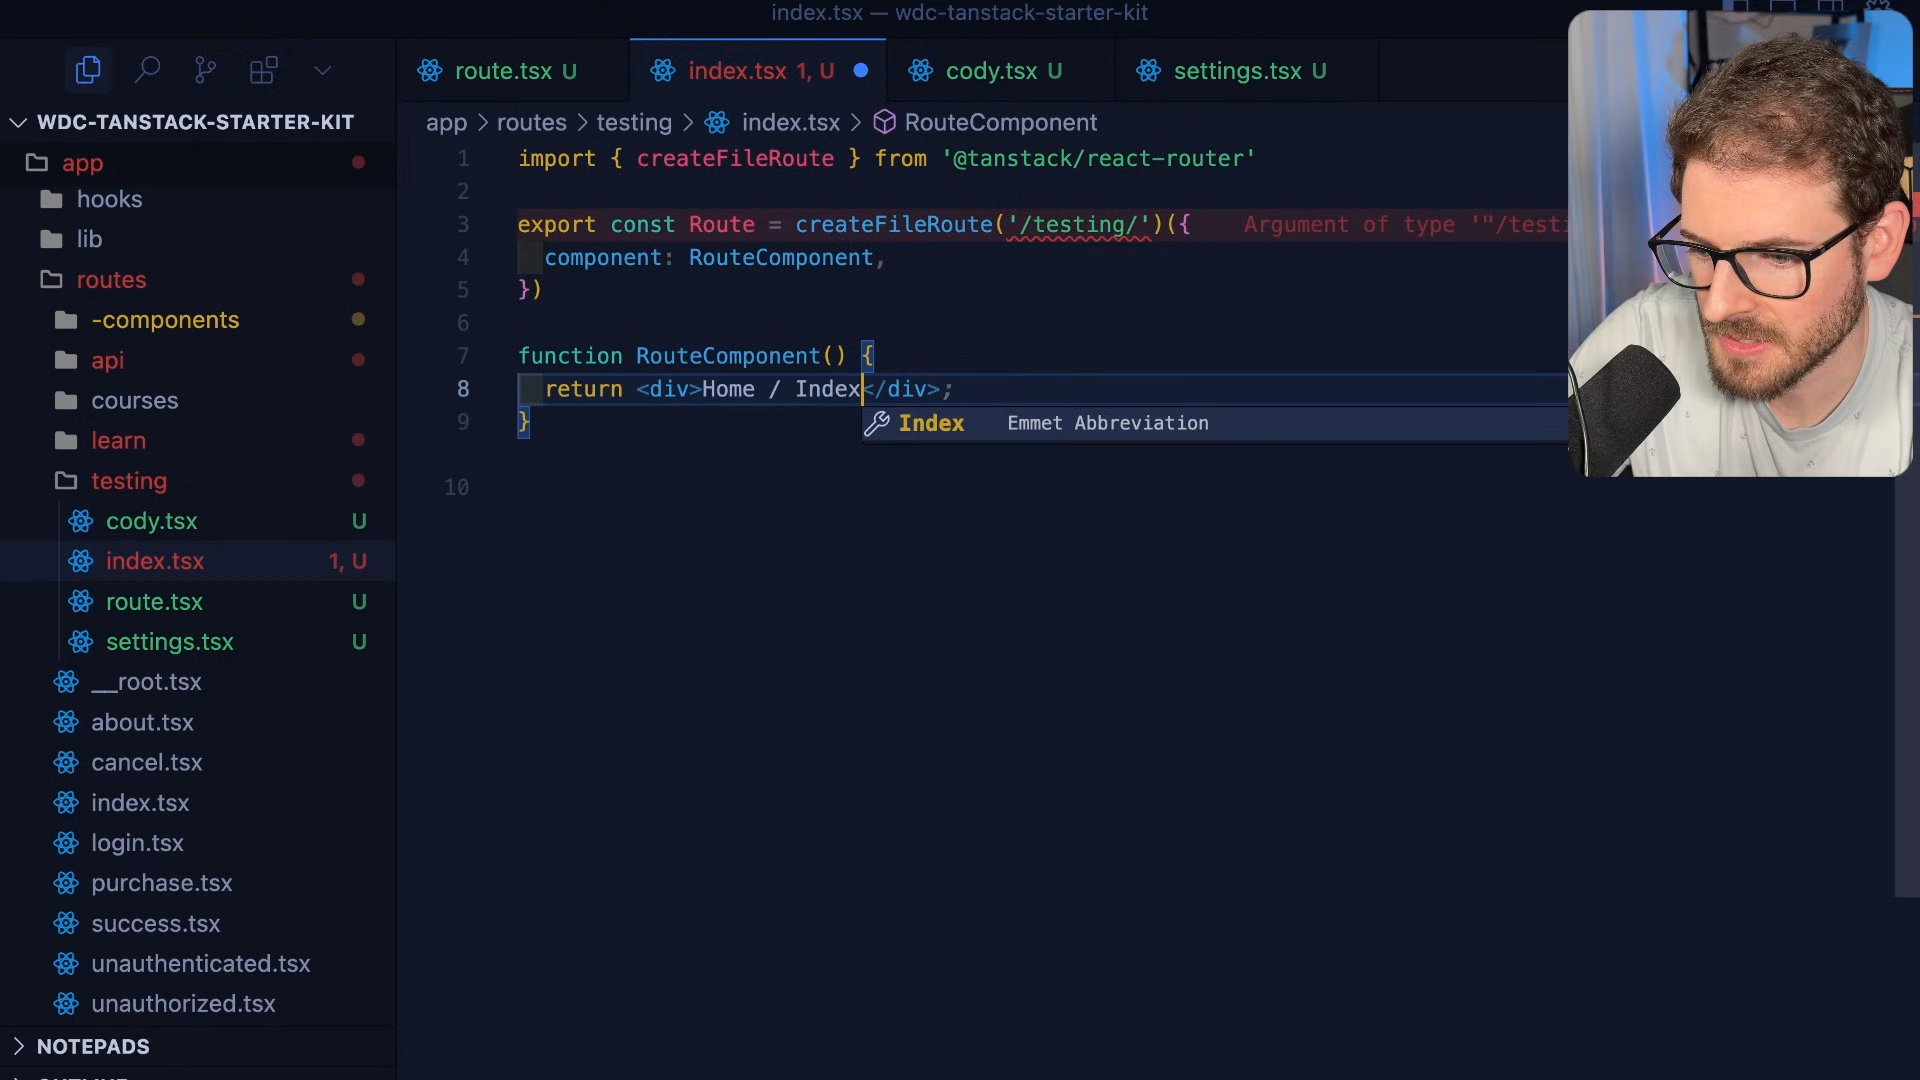 index.tsx — wdc-tanstack-starter-kit
route.tsx U
index.tsx 1, U
cody.tsx U
settings.tsx U
WDC-TANSTACK-STARTER-KIT
app > routes > testing > index.tsx > RouteComponent
app
hooks
lib
routes
-components
api
courses
learn
testing
cody.tsx U
index.tsx 1, U
route.tsx U
settings.tsx U
__root.tsx
about.tsx
cancel.tsx
index.tsx
login.tsx
purchase.tsx
success.tsx
unauthenticated.tsx
unauthorized.tsx
NOTEPADS
1 import { createFileRoute } from '@tanstack/react-router'
2
3 export const Route = createFileRoute('/testing/')({ Argument of type '"/testi
4 component: RouteComponent,
5 })
6
7 function RouteComponent() {
8 return <div>Home / Index</div>;
9 }
Index Emmet Abbreviation
10